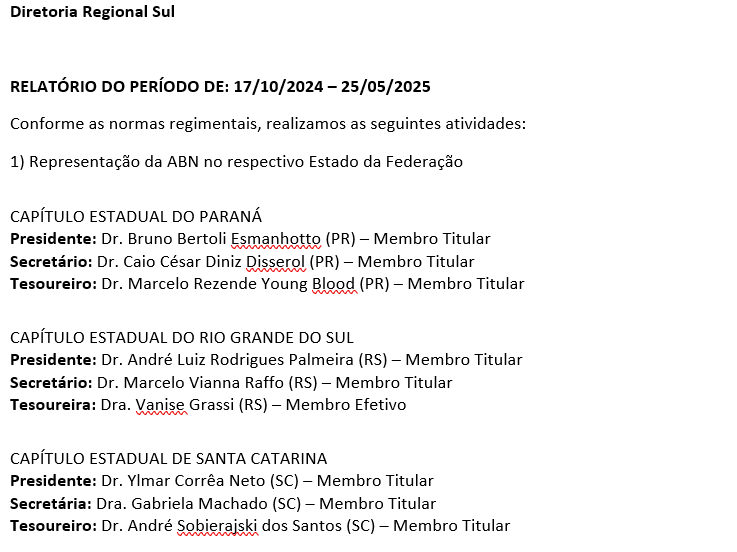 Diretoria Regional Sul
RELATÓRIO DO PERÍODO DE: 17/10/2024 – 25/05/2025
Conforme as normas regimentais, realizamos as seguintes atividades:
1) Representação da ABN no respectivo Estado da Federação
CAPÍTULO ESTADUAL DO PARANÁ
Presidente: Dr. Bruno Bertoli Esmanhotto (PR) – Membro Titular
Secretário: Dr. Caio César Diniz Disserol (PR) – Membro Titular
Tesoureiro: Dr. Marcelo Rezende Young Blood (PR) – Membro Titular
CAPÍTULO ESTADUAL DO RIO GRANDE DO SUL
Presidente: Dr. André Luiz Rodrigues Palmeira (RS) – Membro Titular
Secretário: Dr. Marcelo Vianna Raffo (RS) – Membro Titular
Tesoureira: Dra. Vanise Grassi (RS) – Membro Efetivo
CAPÍTULO ESTADUAL DE SANTA CATARINA
Presidente: Dr. Ylmar Corrêa Neto (SC) – Membro Titular
Secretária: Dra. Gabriela Machado (SC) – Membro Titular
Tesoureiro: Dr. André Sobierajski dos Santos (SC) – Membro Titular